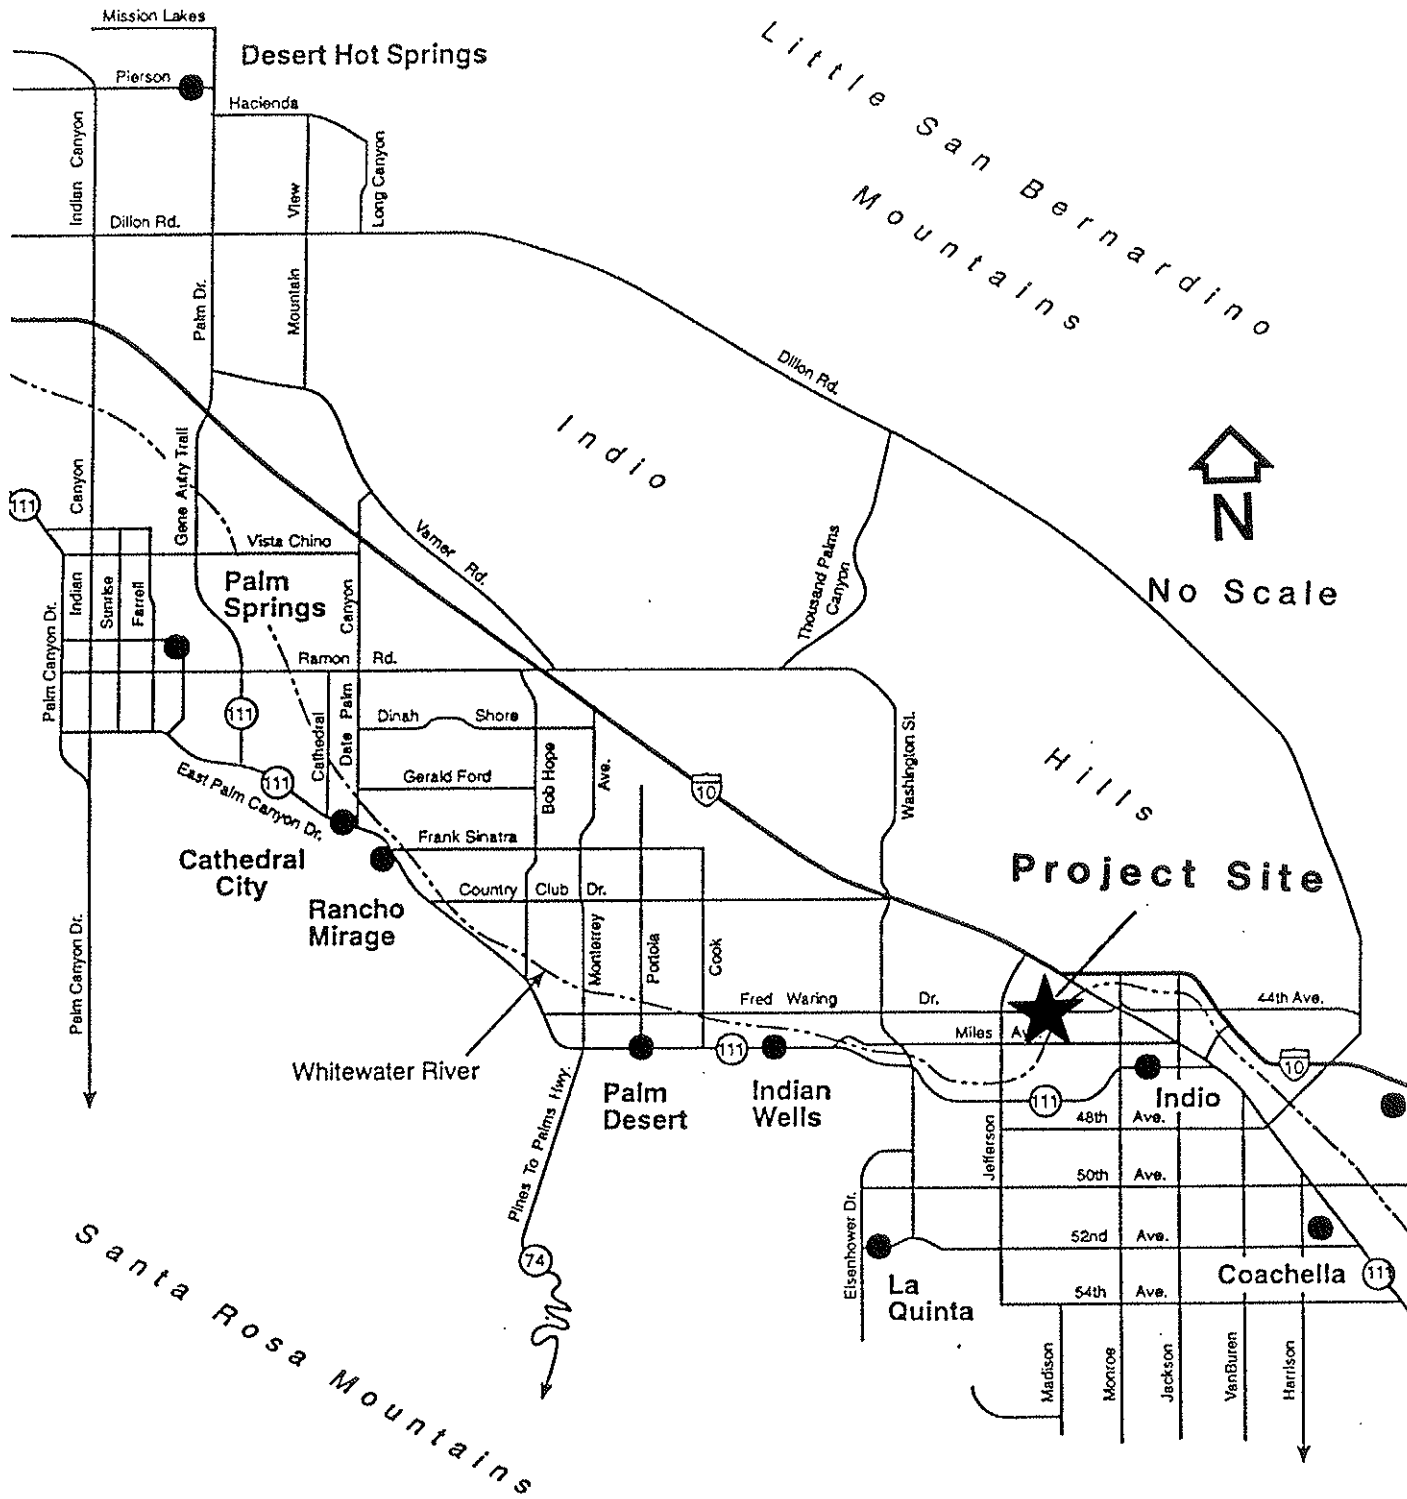 Mission Lakes
Desert Hot Springs
Pierson
Hacienda
Indian Canyon
Long Canyon
Mountain View
Dillon Rd.
Palm Dr.
Little San Bernardino
Mountains
Dillon Rd.
Indio
Hills
N
No Scale
Canyon
Gene Autry Trail
111
Vista Chino
Varner Rd.
Thousand Palms
Canyon
Palm
Springs
Indian
Sunrise
Farrell
Palm Canyon Dr.
Ramon Rd.
Date Palm Canyon
Cathedral
111
Dinah Shore
Washington St.
111
East Palm Canyon Dr.
Gerald Ford
Bob Hope
Monterrey Ave.
10
Frank Sinatra
Cathedral
City
Project Site
Country Club Dr.
Rancho
Mirage
Portola
Cook
Palm Canyon Dr.
Fred Waring Dr.
44th Ave.
Miles Av
Whitewater River
111
10
Palm
Desert
Indian
Wells
Indio
111
48th Ave.
Pines To Palms Hwy.
Jefferson
50th Ave.
Eisenhower Dr.
52nd Ave.
74
La
Quinta
Coachella
111
54th Ave.
Santa Rosa Mountains
Madison
Monroe
Jackson
VanBuren
Harrison